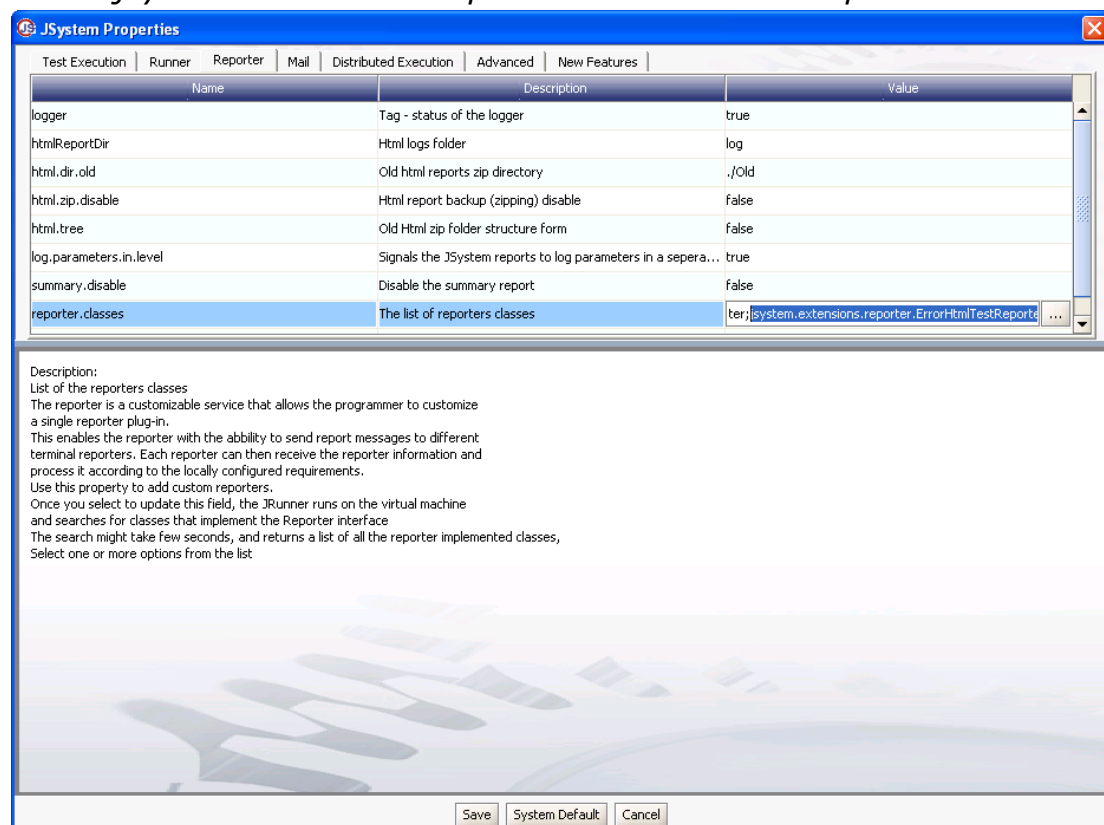 JSystem Properties
Test Execution Runner Reporter Mail Distributed Execution Advanced New Features
Name Description Value
logger Tag - status of the logger true
htmlReportDir Html logs folder log
html.dir.old Old html reports zip directory ./Old
html.zip.disable Html report backup (zipping) disable false
html.tree Old Html zip folder structure form false
log.parameters.in.level Signals the JSystem reports to log parameters in a sepera... true
summary.disable Disable the summary report false
reporter.classes The list of reporters classes ter;jsystem.extensions.reporter.ErrorHtmlTestReporte ...
Description:
List of the reporters classes
The reporter is a customizable service that allows the programmer to customize
a single reporter plug-in.
This enables the reporter with the abbility to send report messages to different
terminal reporters. Each reporter can then receive the reporter information and
process it according to the locally configured requirements.
Use this property to add custom reporters.
Once you select to update this field, the JRunner runs on the virtual machine
and searches for classes that implement the Reporter interface
The search might take few seconds, and returns a list of all the reporter implemented classes,
Select one or more options from the list
Save System Default Cancel